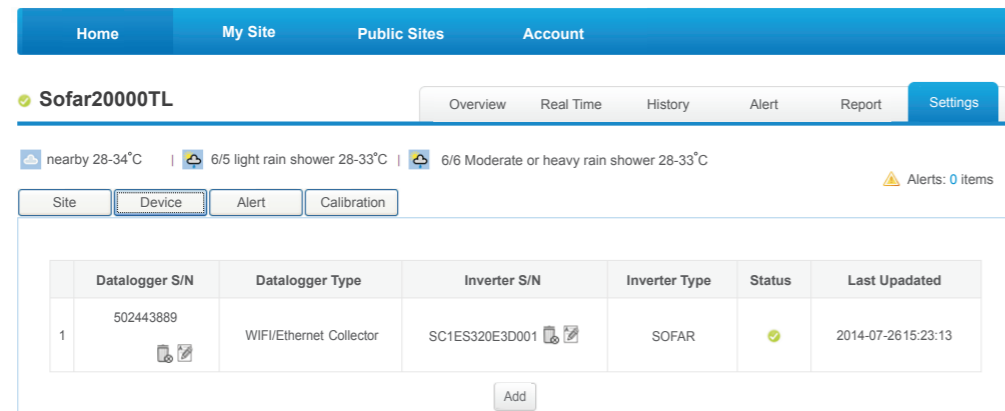 Home My Site Public Sites Account
Sofar20000TL Overview Real Time History Alert Report Settings
nearby 28-34°C | 6/5 light rain shower 28-33°C | 6/6 Moderate or heavy rain shower 28-33°C
Alerts: 0 items
Site Device Alert Calibration
Datalogger S/N Datalogger Type Inverter S/N Inverter Type Status Last Upadated
1 502443889 WIFI/Ethernet Collector SC1ES320E3D001 SOFAR 2014-07-2615:23:13
Add